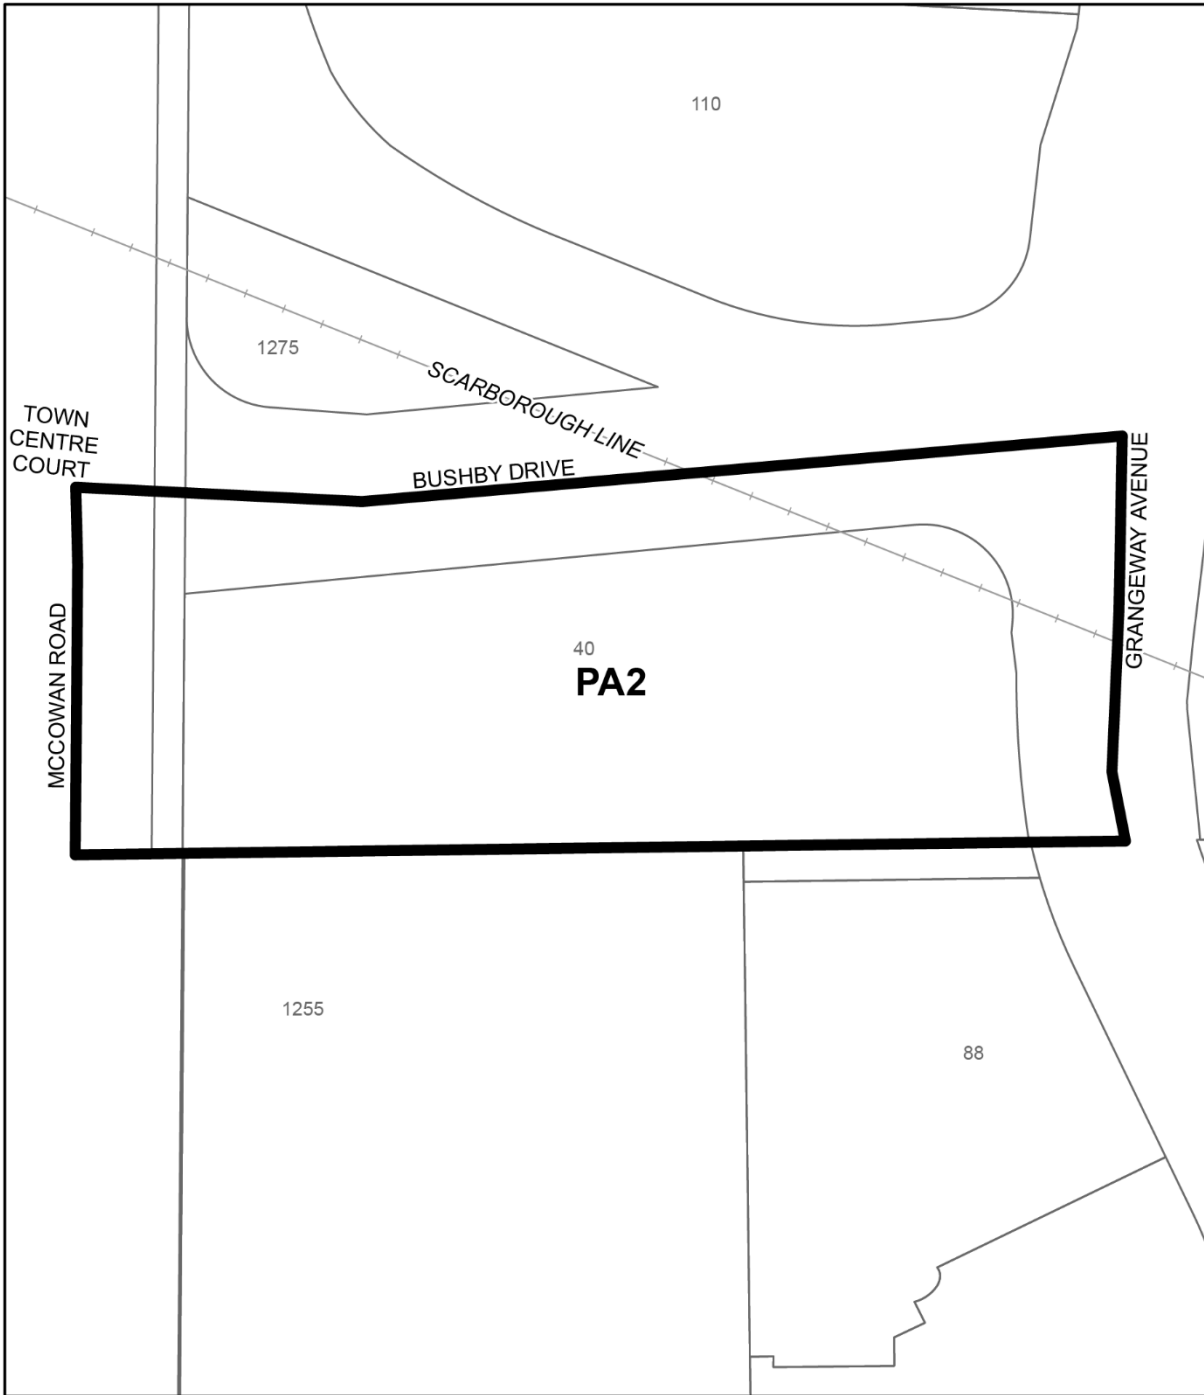 110
1275
SCARBOROUGH LINE
TOWN
CENTRE
COURT
BUSHBY DRIVE
GRANGEWAY AVENUE
MCCOWAN ROAD
40
PA2
1255
88